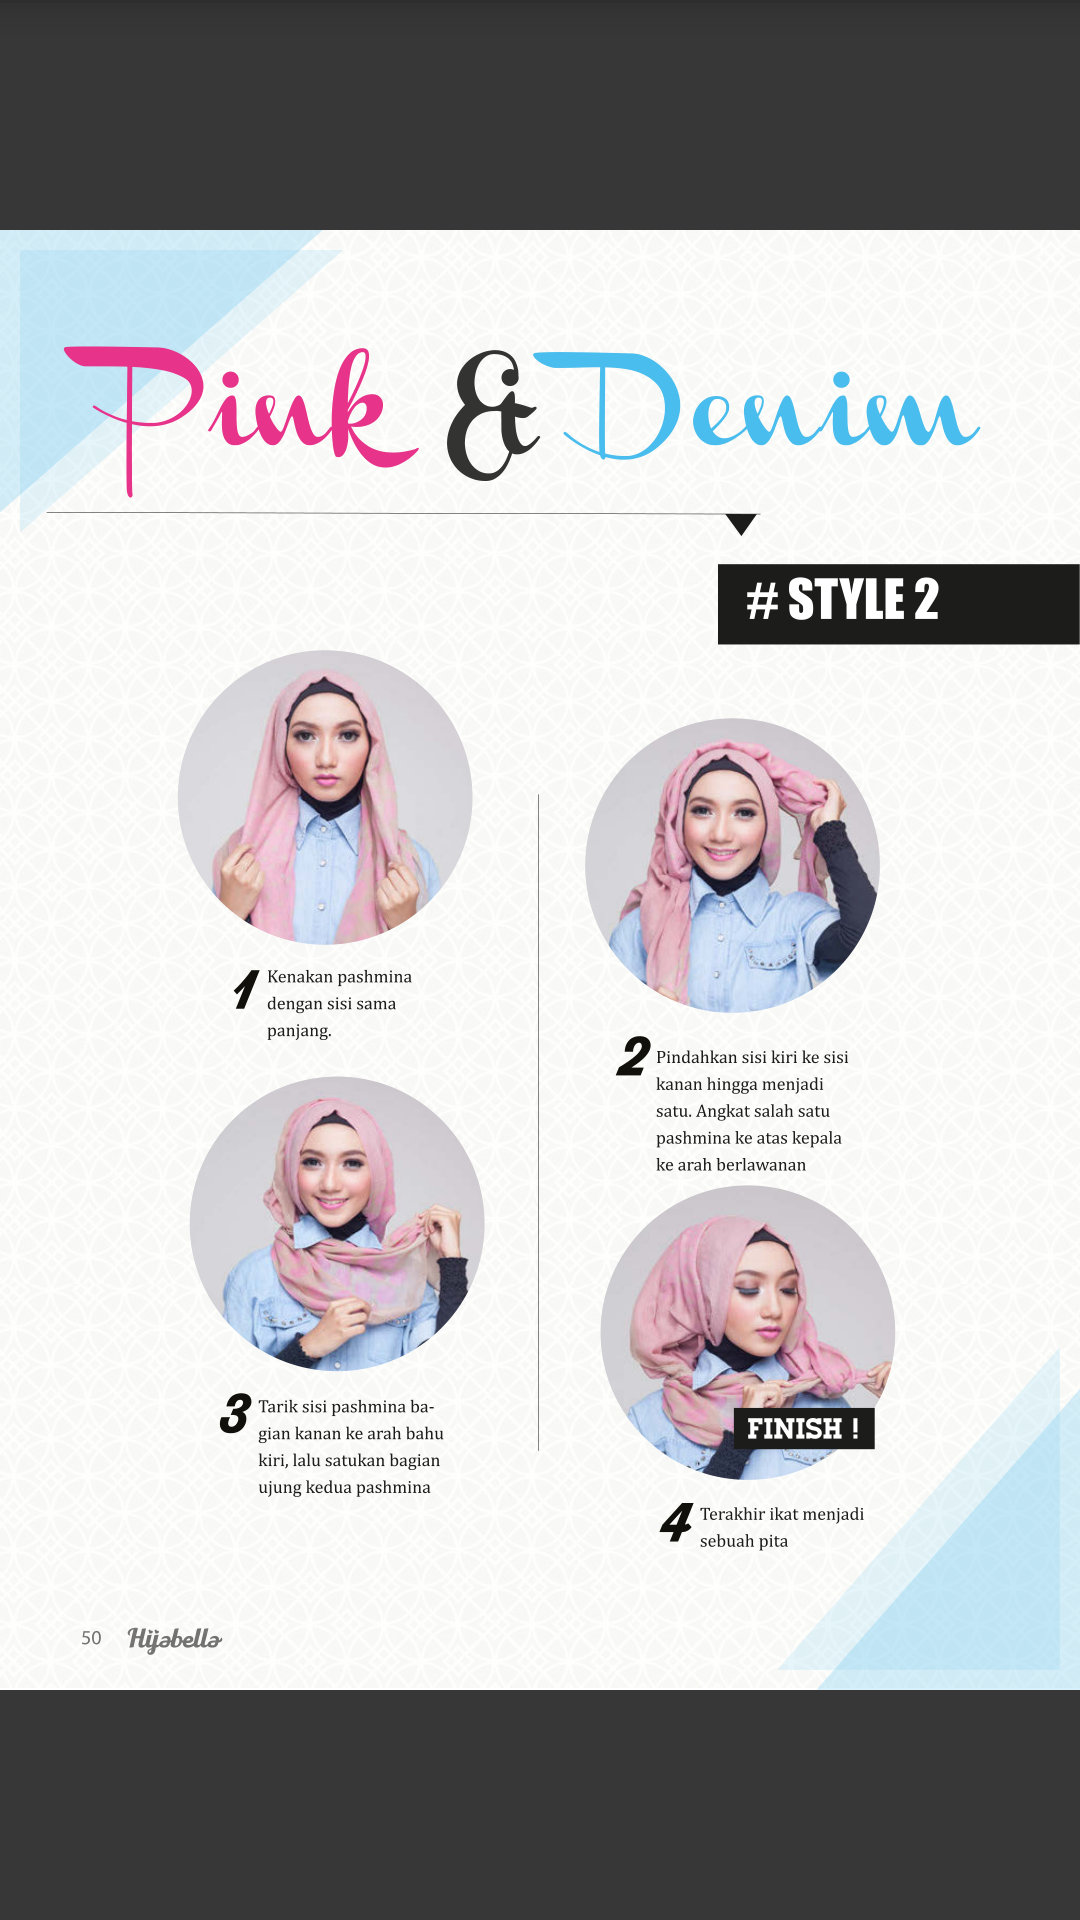 Pink & Denim
# STYLE 2
1 Kenakan pashmina
dengan sisi sama
panjang.
2 Pindahkan sisi kiri ke sisi
kanan hingga menjadi
satu. Angkat salah satu
pashmina ke atas kepala
ke arah berlawanan
3 Tarik sisi pashmina ba-
gian kanan ke arah bahu
kiri, lalu satukan bagian
ujung kedua pashmina
FINISH !
4 Terakhir ikat menjadi
sebuah pita
50 Hijabella